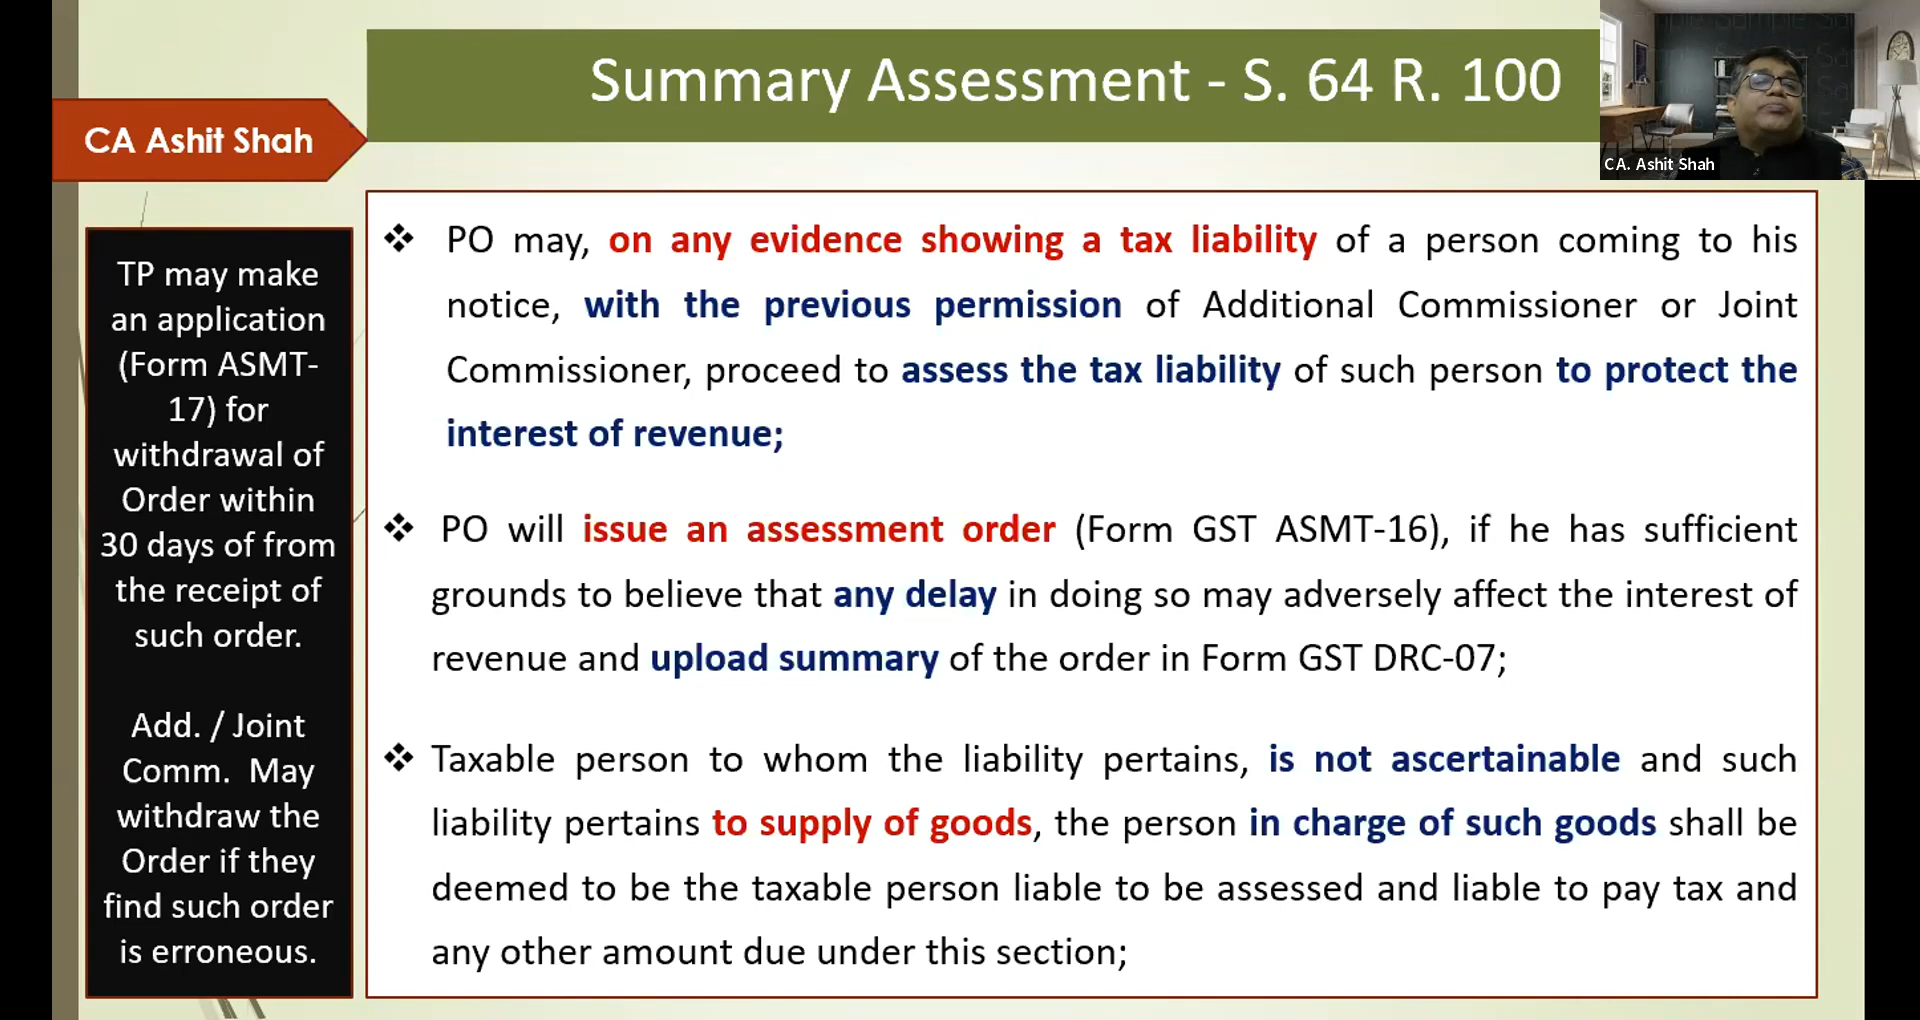 Summary Assessment - S. 64 R. 100
CA Ashit Shah
CA. Ashit Shah
TP may make
an application
(Form ASMT-
17) for
withdrawal of
Order within
30 days of from
the receipt of
such order.
Add. / Joint
Comm. May
withdraw the
Order if they
find such order
is erroneous.
❖ PO may, on any evidence showing a tax liability of a person coming to his
notice, with the previous permission of Additional Commissioner or Joint
Commissioner, proceed to assess the tax liability of such person to protect the
interest of revenue;
❖ PO will issue an assessment order (Form GST ASMT-16), if he has sufficient
grounds to believe that any delay in doing so may adversely affect the interest of
revenue and upload summary of the order in Form GST DRC-07;
❖ Taxable person to whom the liability pertains, is not ascertainable and such
liability pertains to supply of goods, the person in charge of such goods shall be
deemed to be the taxable person liable to be assessed and liable to pay tax and
any other amount due under this section;